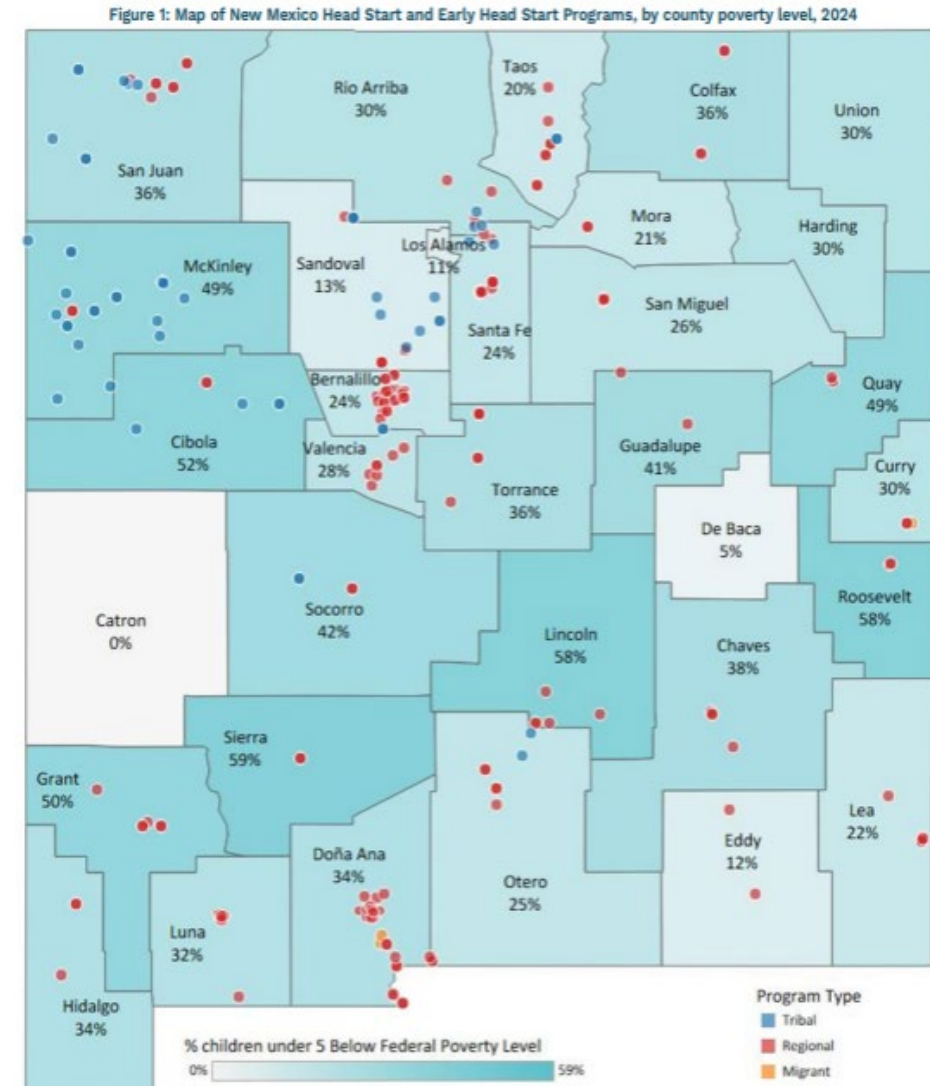 Figure 1: Map of New Mexico Head Start and Early Head Start Programs, by county poverty level, 2024
Taos
20%
Rio Arriba
30%
Colfax
36%
Union
30%
San Juan
36%
Mora
21%
Harding
30%
Los Alamos
11%
McKinley
49%
Sandoval
13%
San Miguel
26%
Santa Fe
24%
Bernalillo
24%
Quay
49%
Cibola
52%
Valencia
28%
Guadalupe
41%
Curry
30%
Torrance
36%
De Baca
5%
Roosevelt
58%
Socorro
42%
Catron
0%
Lincoln
58%
Chaves
38%
Sierra
59%
Grant
50%
Lea
22%
Eddy
12%
Doña Ana
34%
Otero
25%
Luna
32%
Hidalgo
34%
Program Type
Tribal
Regional
Migrant
% children under 5 Below Federal Poverty Level
0%
59%